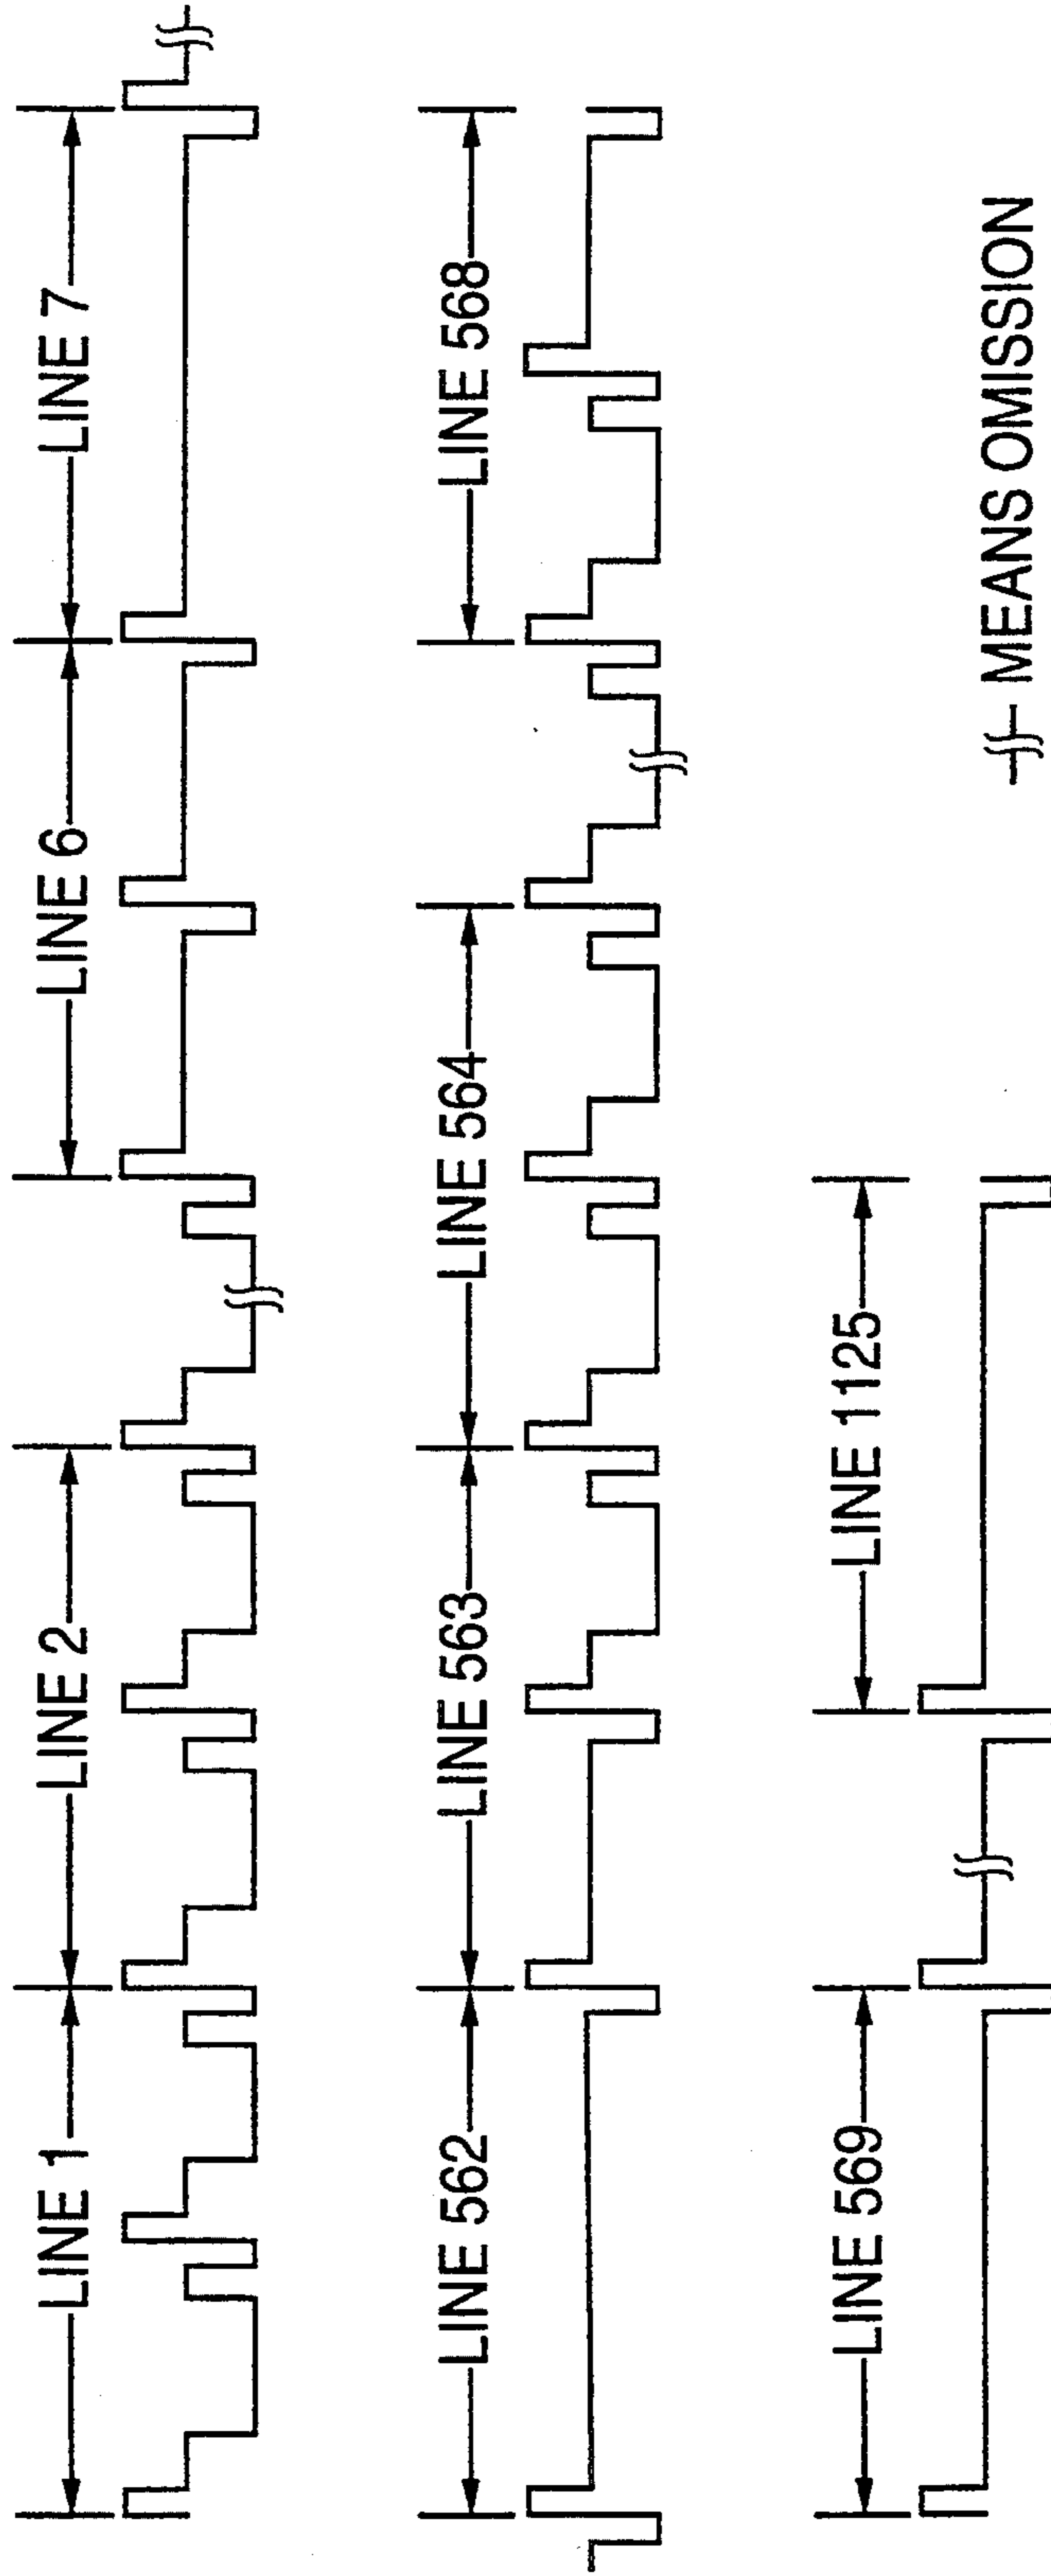 LINE 1
LINE 2
LINE 6
LINE 7
LINE 562
LINE 563
LINE 564
LINE 568
LINE 569
LINE 1125
MEANS OMISSION